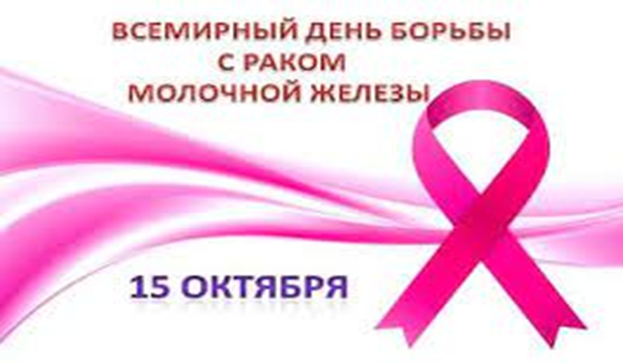 ВСЕМИРНЫЙ ДЕНЬ БОРЬБЫ
С РАКОМ
МОЛОЧНОЙ ЖЕЛЕЗЫ
15 ОКТЯБРЯ